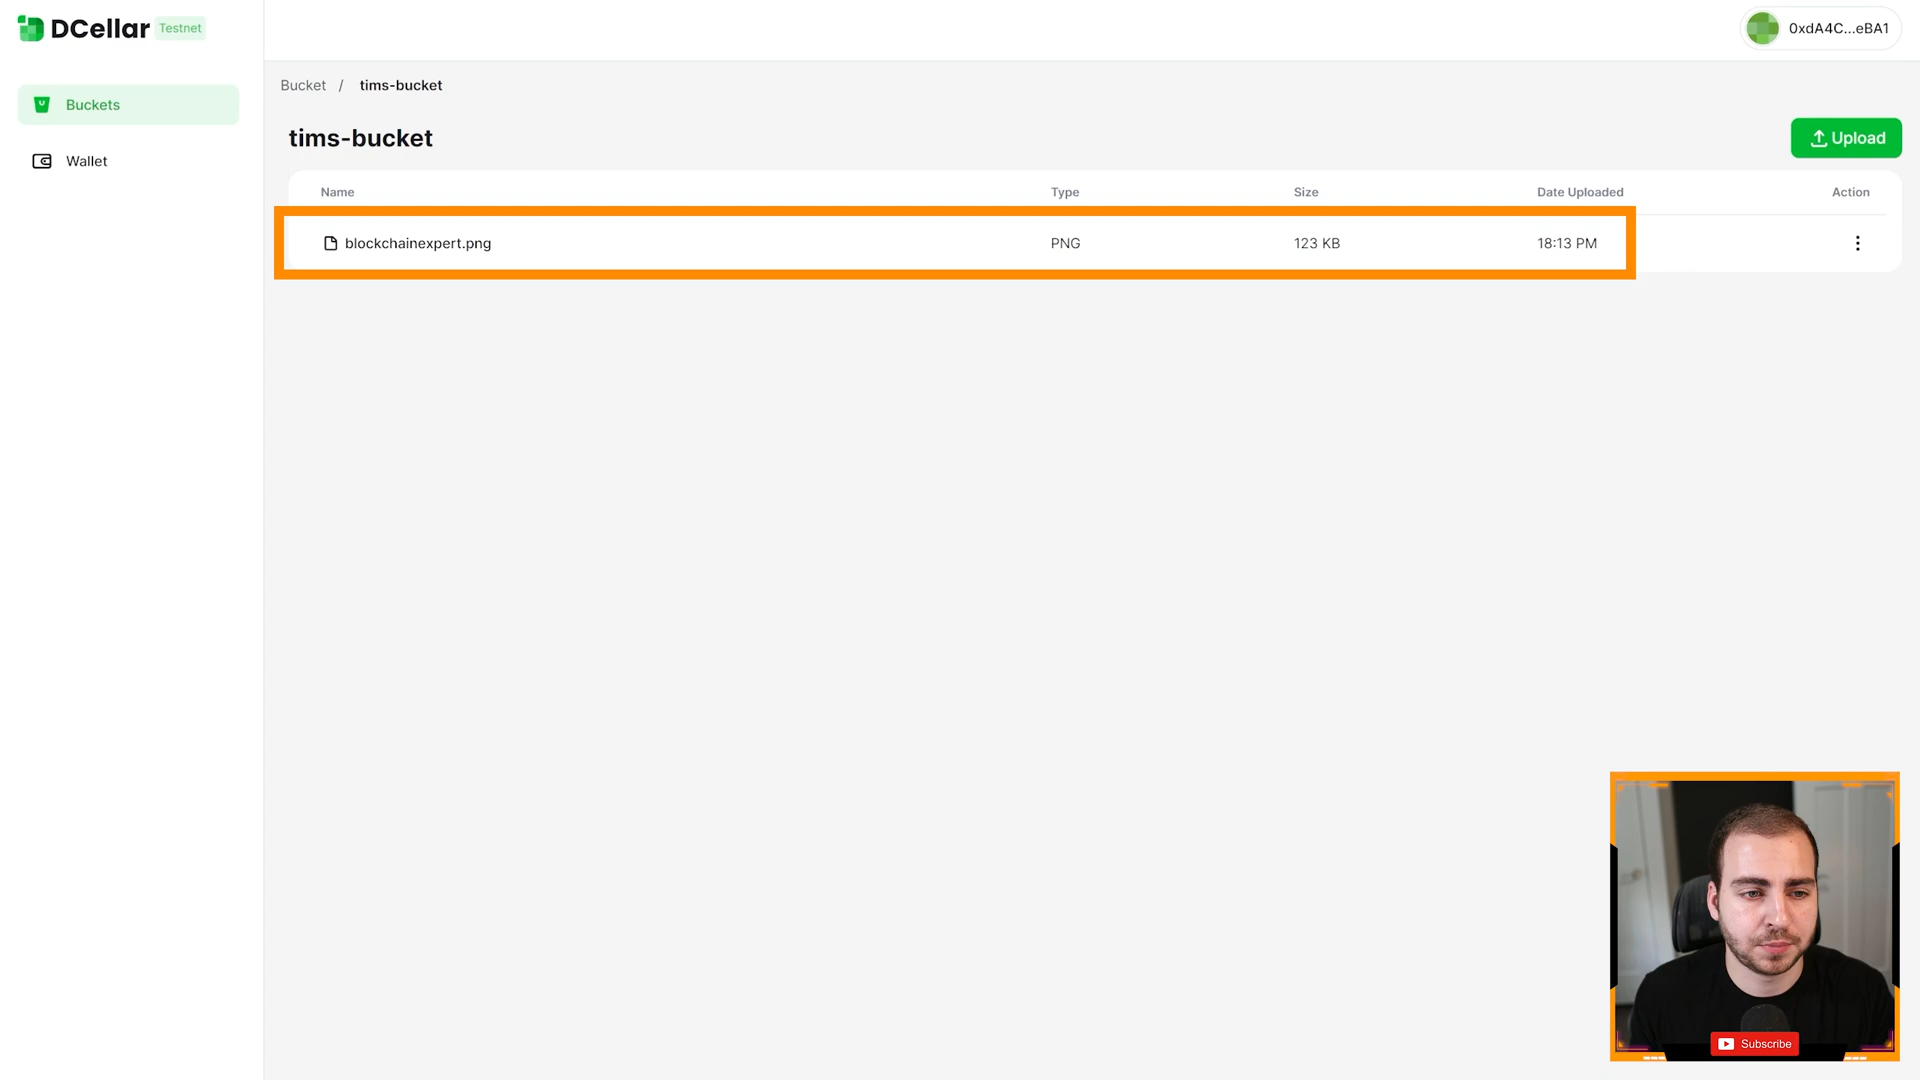 DCellar Testnet
0xdA4C...eBA1
Buckets
Wallet
Bucket / tims-bucket
tims-bucket
Upload
Name Type Size Date Uploaded Action
blockchainexpert.png PNG 123 KB 18:13 PM
Subscribe